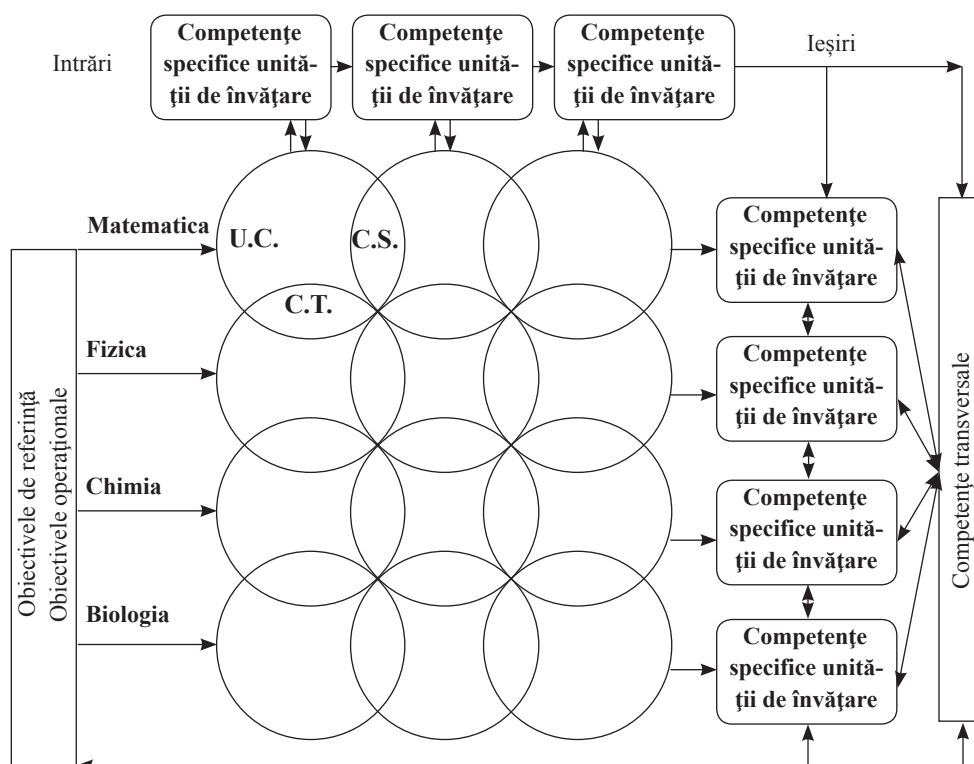 Intrări
Competenţe
specifice unită-
ţii de învăţare
Competenţe
specifice unită-
ţii de învăţare
Competenţe
specifice unită-
ţii de învăţare
Ieșiri
Matematica
U.C.
C.S.
C.T.
Fizica
Chimia
Biologia
Obiectivele de referinţă
Obiectivele operaţionale
Competenţe
specifice unită-
ţii de învăţare
Competenţe
specifice unită-
ţii de învăţare
Competenţe
specifice unită-
ţii de învăţare
Competenţe
specifice unită-
ţii de învăţare
Competenţe transversale